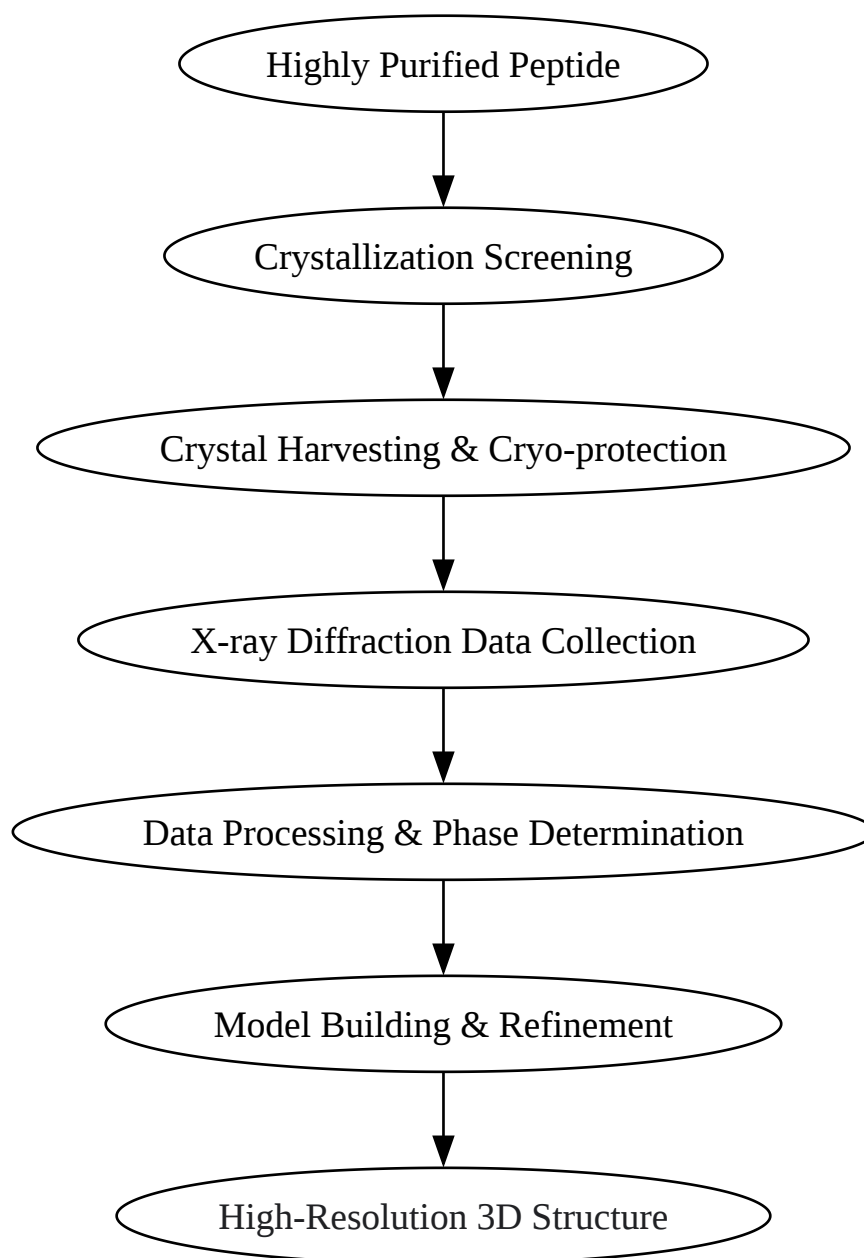 Highly Purified Peptide
Crystallization Screening
Crystal Harvesting & Cryo-protection
X-ray Diffraction Data Collection
Data Processing & Phase Determination
Model Building & Refinement
High-Resolution 3D Structure